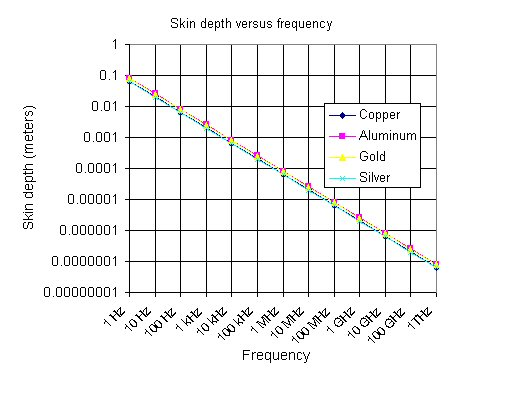 Skin depth versus frequency
1
0.1
0.01
0.001
0.0001
0.00001
0.000001
0.0000001
0.00000001
Skin depth (meters)
Copper
Aluminum
Gold
Silver
1 Hz
10 Hz
100 Hz
1 kHz
10 kHz
100 kHz
1 MHz
10 MHz
100 MHz
1 GHz
10 GHz
100 GHz
1THz
Frequency